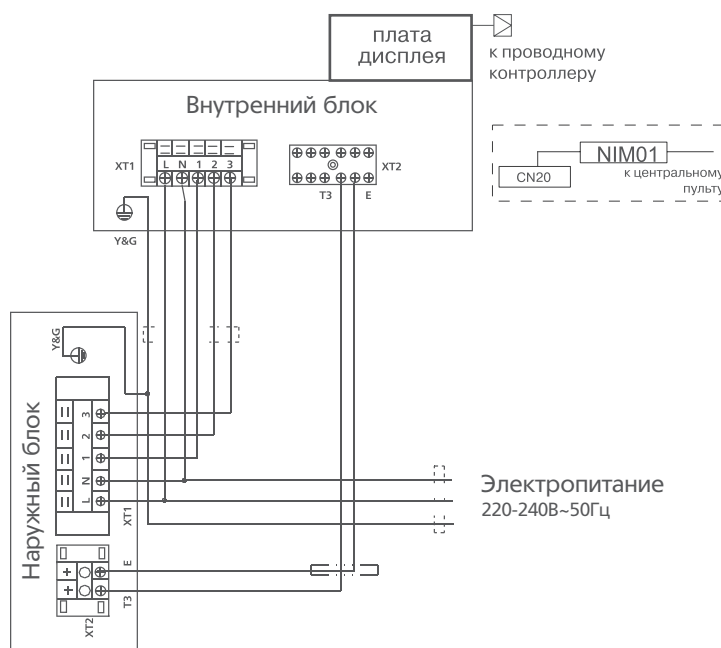 плата
дисплея
к проводному
контроллеру
Внутренний блок
XT1
L N 1 2 3
XT2
T3 E
Y&G
NIM01
CN20
к центральному
пульту
Наружный блок
Y&G
3
2
1
N
L
XT1
E
T3
XT2
Электропитание
220-240В~50Гц